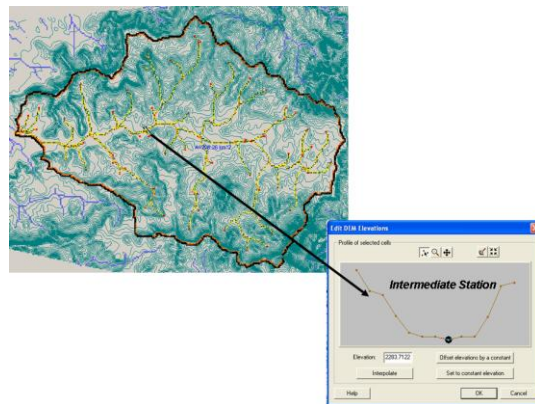 Edit DEM Elevations
Profile of selected cells
Intermediate Station
Elevation: 2283.7122
Offset elevations by a constant
Interpolate
Set to constant elevation
Help
OK
Cancel